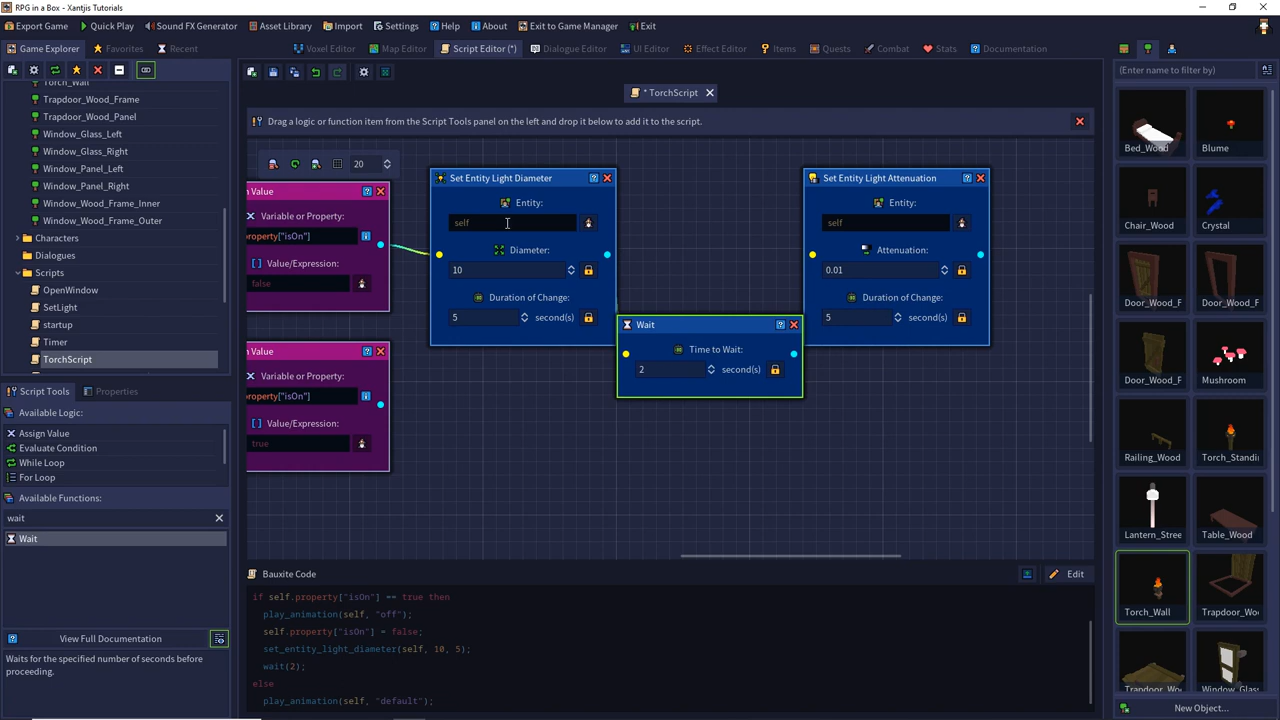 RPG in a Box - Xantjis Tutorials
Export Game Quick Play Sound FX Generator Asset Library Import Settings Help About Exit to Game Manager Exit
Game Explorer Favorites Recent
Voxel Editor Map Editor Script Editor (*) Dialogue Editor UI Editor Effect Editor Items Quests Combat Stats Documentation
Torch_Wall
Trapdoor_Wood_Frame
Trapdoor_Wood_Panel
Window_Glass_Left
Window_Glass_Right
Window_Panel_Left
Window_Panel_Right
Window_Wood_Frame_Inner
Window_Wood_Frame_Outer
Characters
Dialogues
Scripts
OpenWindow
SetLight
startup
Timer
TorchScript
Script Tools Properties
Available Logic:
Assign Value
Evaluate Condition
While Loop
For Loop
Available Functions:
wait
Wait
View Full Documentation
Waits for the specified number of seconds before
proceeding.
* TorchScript
Drag a logic or function item from the Script Tools panel on the left and drop it below to add it to the script.
20
n Value
Variable or Property:
roperty["isOn"]
[ ] Value/Expression:
false
n Value
Variable or Property:
roperty["isOn"]
[ ] Value/Expression:
true
Set Entity Light Diameter
Entity:
self
Diameter:
10
Duration of Change:
5 second(s)
Wait
Time to Wait:
2 second(s)
Set Entity Light Attenuation
Entity:
self
Attenuation:
0.01
Duration of Change:
5 second(s)
Bauxite Code
Edit
if self.property["isOn"] == true then
play_animation(self, "off");
self.property["isOn"] = false;
set_entity_light_diameter(self, 10, 5);
wait(2);
else
play_animation(self, "default");
(Enter name to filter by)
Bed_Wood Blume
Chair_Wood Crystal
Door_Wood_F Door_Wood_F
Door_Wood_P Mushroom
Railing_Wood Torch_Standi
Lantern_Stree Table_Wood
Torch_Wall Trapdoor_Wo
Trapdoor_Wo Window_Glas
New Object...